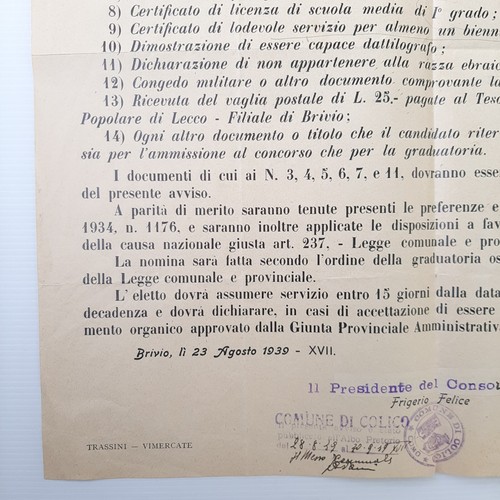 8) Certificato di licenza di scuola media di I° grado;
9) Certificato di lodevole servizio per almeno un bienn
10) Dimostrazione di essere capace dattilografo;
11) Dichiarazione di non appartenere alla razza ebraic
12) Congedo militare o altro documento comprovante la
13) Ricevuta del vaglia postale di L. 25,- pagate al Teso
Popolare di Lecco - Filiale di Brivio;
14) Ogni altro documento o titolo che il candidato riter
sia per l'ammissione al concorso che per la graduatoria.
I documenti di cui ai N. 3, 4, 5, 6, 7, e 11, dovranno esse
del presente avviso.
A parità di merito saranno tenute presenti le preferenze e
1934, n. 1176, e saranno inoltre applicate le disposizioni a fav
della causa nazionale giusta art. 237, - Legge comunale e pro
La nomina sarà fatta secondo l'ordine della graduatoria os
della Legge comunale e provinciale.
L'eletto dovrà assumere servizio entro 15 giorni dalla data
decadenza e dovrà dichiarare, in casi di accettazione di essere
mento organico approvato dalla Giunta Provinciale Amministrativa
Brivio, lì 23 Agosto 1939 - XVII.
Il Presidente del Conso
Frigerio Felice
COMUNE DI COLICO
Albo Pretorio
TRASSINI - VIMERCATE